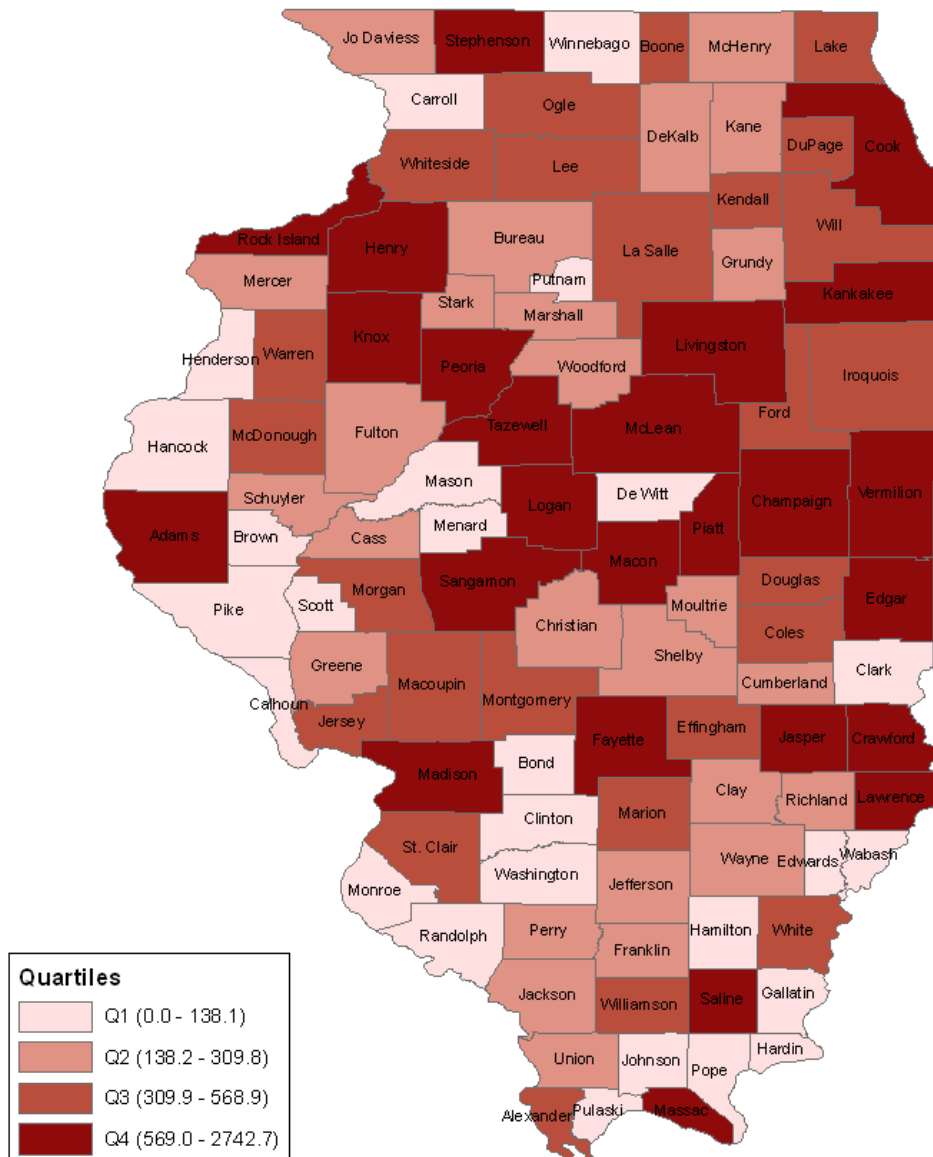 Jo Daviess
Stephenson
Winnebago
Boone
McHenry
Lake
Carroll
Ogle
DeKalb
Kane
DuPage
Cook
Whiteside
Lee
Kendall
Will
Rock Island
Henry
Bureau
La Salle
Grundy
Mercer
Putnam
Kankakee
Stark
Marshall
Knox
Livingston
Henderson
Warren
Peoria
Woodford
Iroquois
Ford
Tazewell
McLean
Hancock
McDonough
Fulton
Mason
De Witt
Schuyler
Logan
Champaign
Vermilion
Adams
Brown
Cass
Menard
Piatt
Macon
Sangamon
Douglas
Edgar
Pike
Scott
Morgan
Christian
Moultrie
Coles
Shelby
Greene
Clark
Macoupin
Cumberland
Calhoun
Montgomery
Jersey
Effingham
Fayette
Jasper
Crawford
Madison
Bond
Clay
Richland
Lawrence
Clinton
Marion
St. Clair
Wayne
Edwards
Wabash
Washington
Jefferson
Monroe
Randolph
Perry
Hamilton
White
Franklin
Jackson
Williamson
Saline
Gallatin
Union
Johnson
Pope
Hardin
Alexander
Pulaski
Massac
Quartiles
Q1 (0.0 - 138.1)
Q2 (138.2 - 309.8)
Q3 (309.9 - 568.9)
Q4 (569.0 - 2742.7)